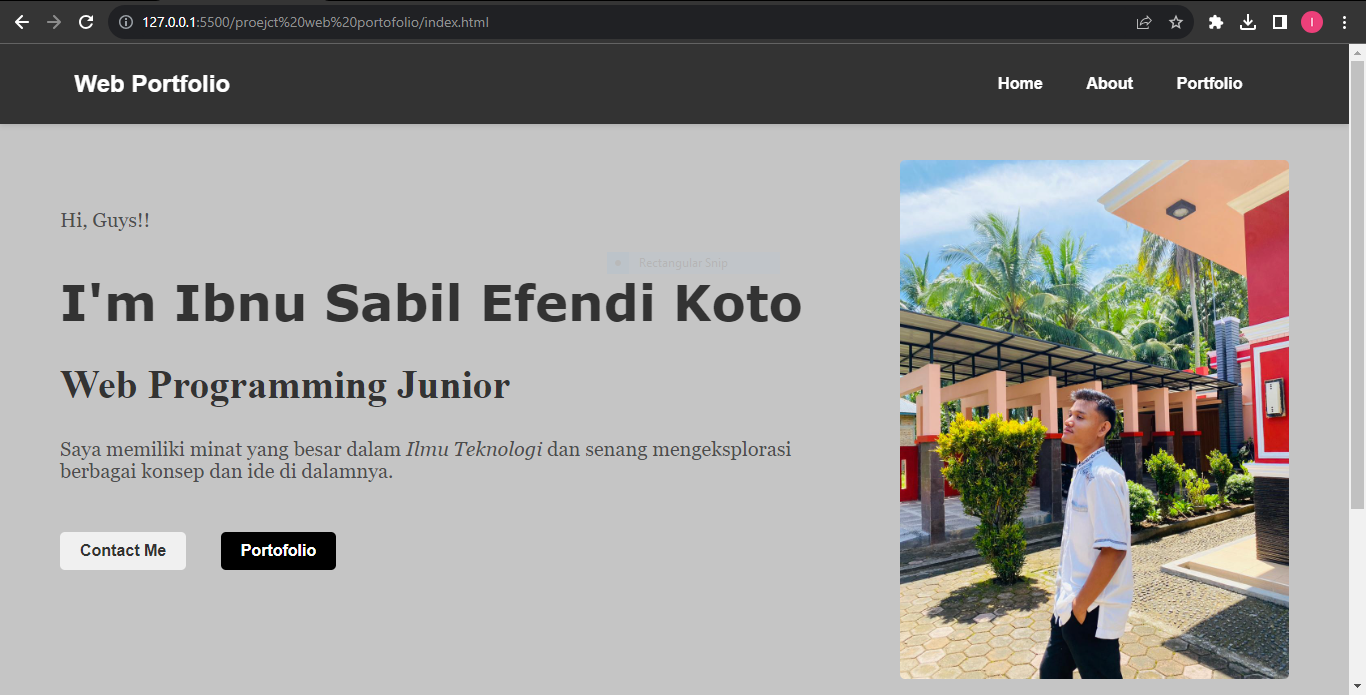 127.0.0.1:5500/proejct%20web%20portofolio/index.html
I
Web Portfolio
Home About Portfolio
Hi, Guys!!
Rectangular Snip
I'm Ibnu Sabil Efendi Koto
Web Programming Junior
Saya memiliki minat yang besar dalam Ilmu Teknologi dan senang mengeksplorasi
berbagai konsep dan ide di dalamnya.
Contact Me Portofolio